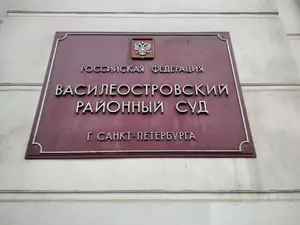 РОССИЙСКАЯ ФЕДЕРАЦИЯ
ВАСИЛЕОСТРОВСКИЙ
РАЙОННЫЙ СУД
Г. САНКТ-ПЕТЕРБУРГА